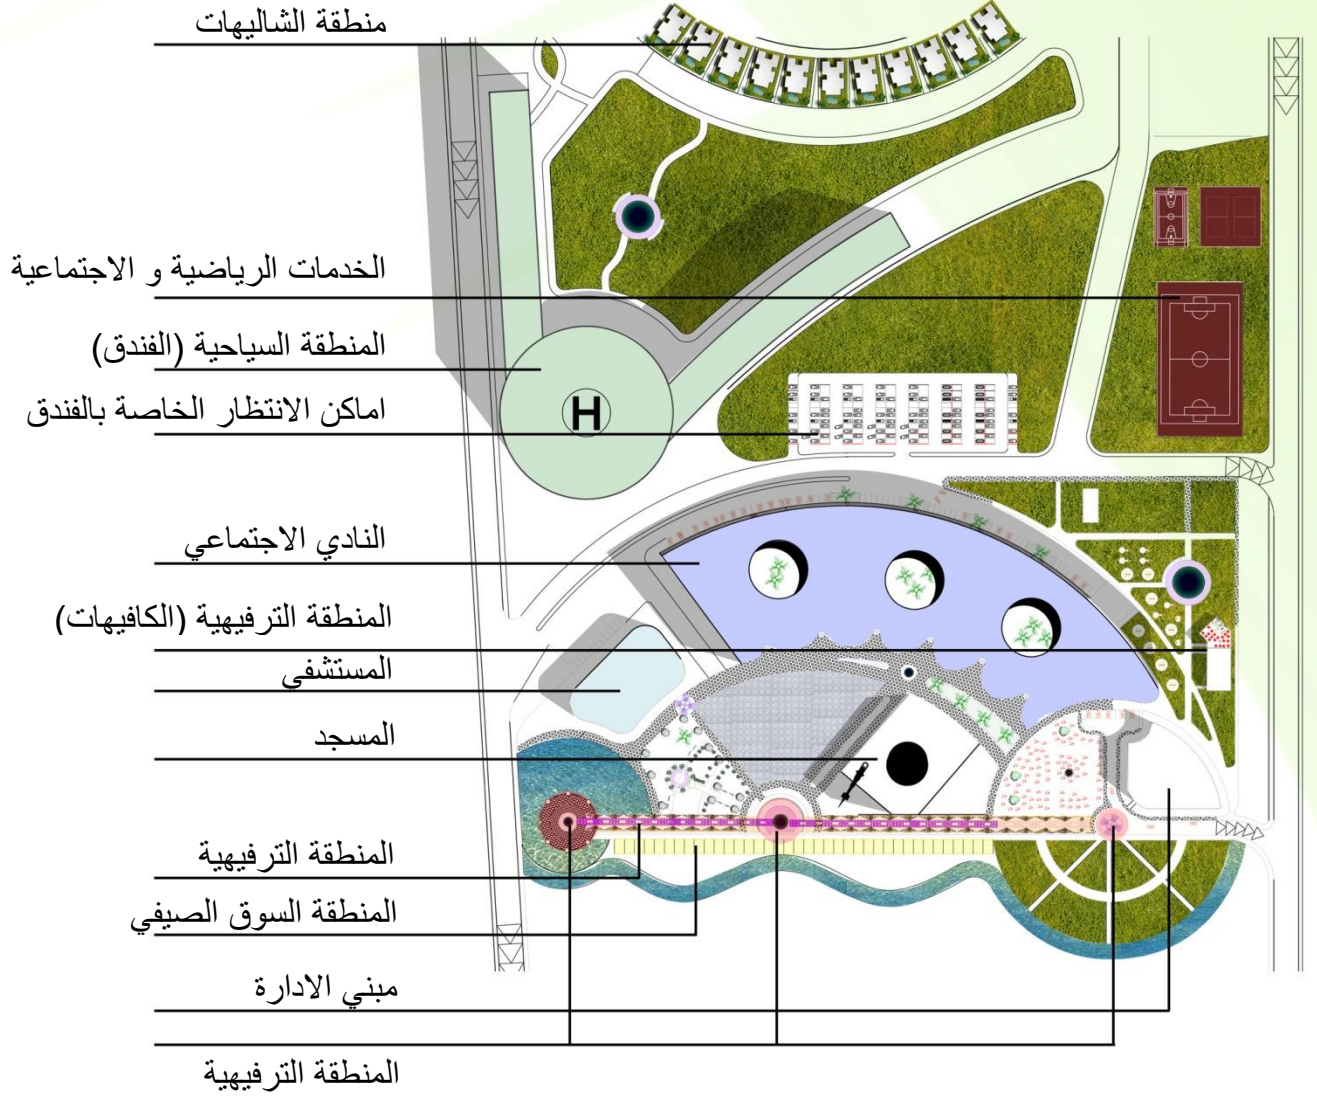 منطقة الشاليهات
الخدمات الرياضية و الاجتماعية
المنطقة السياحية (الفندق)
اماكن الانتظار الخاصة بالفندق
H
النادي الاجتماعي
المنطقة الترفيهية (الكافيهات)
المستشفي
المسجد
المنطقة الترفيهية
المنطقة السوق الصيفي
مبني الادارة
المنطقة الترفيهية